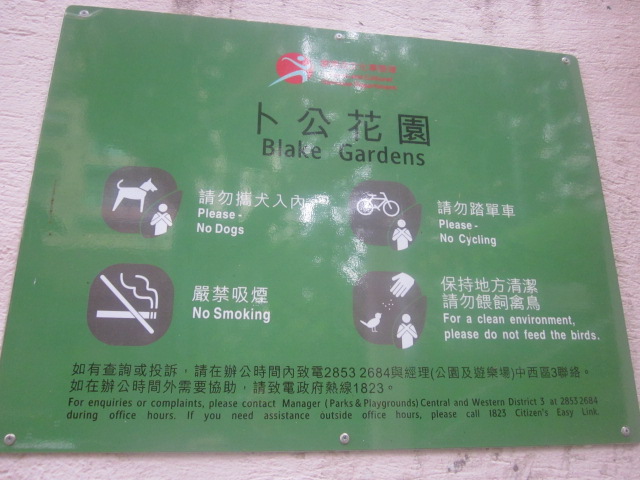 卜公花園
Blake Gardens
請勿攜犬入內
Please -
No Dogs
請勿踏單車
Please -
No Cycling
嚴禁吸煙
No Smoking
保持地方清潔
請勿餵飼禽鳥
For a clean environment,
please do not feed the birds.
如有查詢或投訴，請在辦公時間內致電2853 2684與經理(公園及遊樂場)中西區3聯絡。
如在辦公時間外需要協助，請致電政府熱線1823。
For enquiries or complaints, please contact Manager (Parks & Playgrounds) Central and Western District 3 at 2853 2684
during office hours. If you need assistance outside office hours, please call 1823 Citizen's Easy Link.